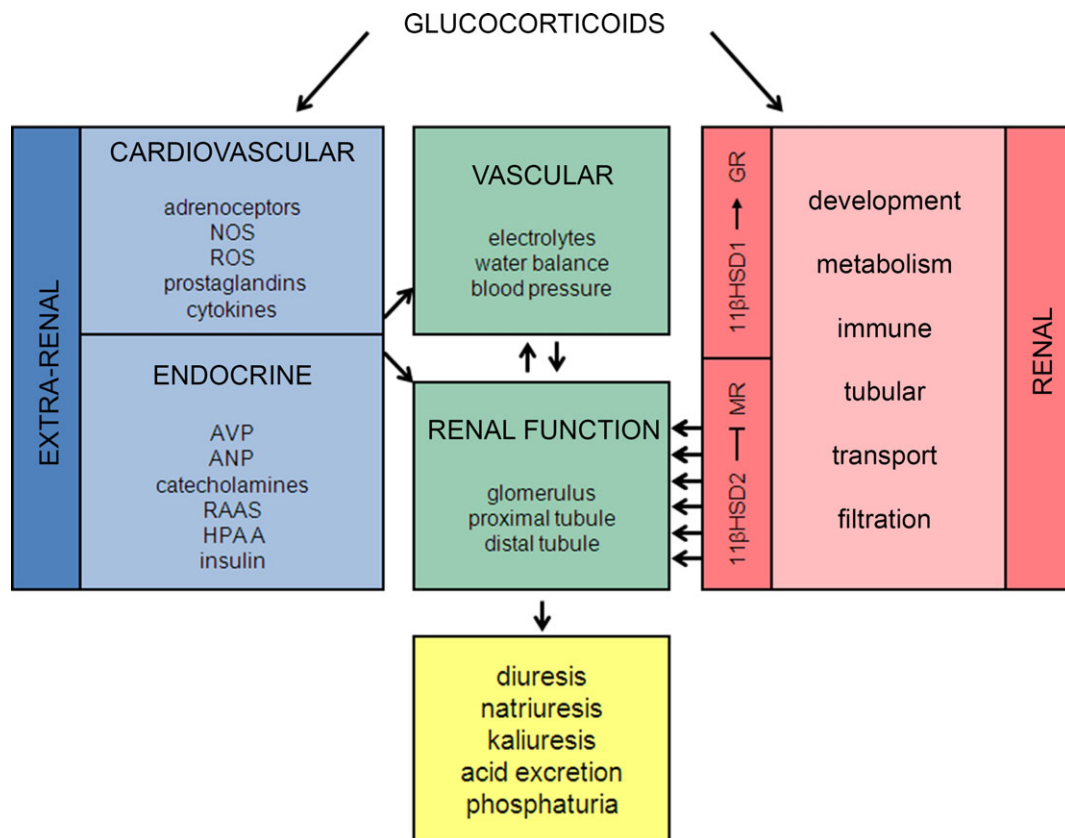 GLUCOCORTICOIDS
EXTRA-RENAL
CARDIOVASCULAR
adrenoceptors
NOS
ROS
prostaglandins
cytokines
ENDOCRINE
AVP
ANP
catecholamines
RAAS
HPA A
insulin
VASCULAR
electrolytes
water balance
blood pressure
RENAL FUNCTION
glomerulus
proximal tubule
distal tubule
diuresis
natriuresis
kaliuresis
acid excretion
phosphaturia
11βHSD1 GR
11βHSD2 MR
development
metabolism
immune
tubular
transport
filtration
RENAL